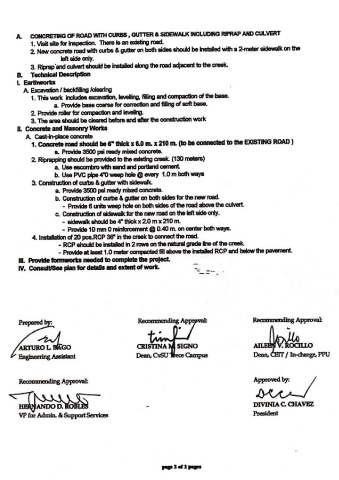 A. CONCRETING OF ROAD WITH CURBS , GUTTER & SIDEWALK INCLUDING RIPRAP AND CULVERT
1. Visit site for inspection. There is an existing road.
2. New concrete road with curbs & gutter on both sides should be installed with a 2-meter sidewalk on the
left side only.
3. Riprap and culvert should be installed along the road adjacent to the creek.
B. Technical Description
I. Earthworks
A. Excavation / backfilling /clearing
1. This work includes excavation, leveling, filling and compaction of the base.
a. Provide base coarse for correction and filling of soft base.
2. Provide roller for compaction and leveling.
3. The area should be cleared before and after the construction work
II. Concrete and Masonry Works
A. Cast-in-place concrete
1. Concrete road should be 6" thick x 6.0 m. x 210 m. (to be connected to the EXISTING ROAD )
a. Provide 3500 psi ready mixed concrete.
2. Riprapping should be provided to the existing creek. (130 meters)
a. Use escombro with sand and portland cement.
b. Use PVC pipe 4"0 weep hole @ every 1.0 m both ways
3. Construction of curbs & gutter with sidewalk.
a. Provide 3500 psi ready mixed concrete.
b. Construction of curbs & gutter on both sides for the new road.
- Provide 6 units weep hole on both sides of the road above the culvert.
c. Construction of sidewalk for the new road on the left side only.
- sidewalk should be 4" thick x 2.0 m x 210 m.
- Provide 10 mm 0 reinforcement @ 0.40 m. on center both ways.
4. Installation of 20 pcs.RCP 36" in the creek to connect the road.
- RCP should be installed in 2 rows on the natural grade line of the creek.
- Provide at least 1.0 meter compacted fill above the installed RCP and below the pavement.
III. Provide formworks needed to complete the project.
IV. Consult/See plan for details and extent of work.
Prepared by: Recommending Approval: Recommending Approval:
ARTURO L. CRISTINA M. SIGNO AILEEN V. ROCILLO
Engineering Assistant Dean, CvSU Trece Campus Dean, CEIT / In-charge, PPU
Recommending Approval: Approved by:
HERNANDO D. ROBLES DIVINIA C. CHAVEZ
VP for Admin. & Support Services President
page 2 of 2 pages